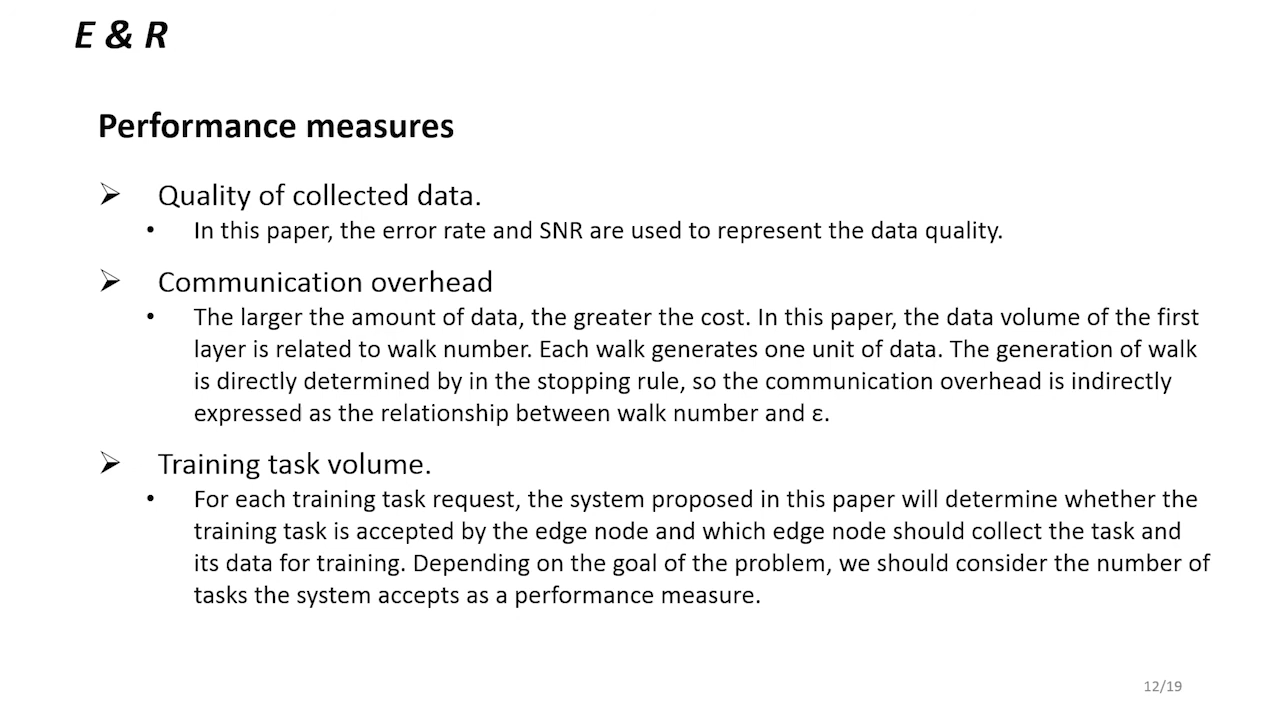 E & R
Performance measures
➢ Quality of collected data.
• In this paper, the error rate and SNR are used to represent the data quality.
➢ Communication overhead
• The larger the amount of data, the greater the cost. In this paper, the data volume of the first
layer is related to walk number. Each walk generates one unit of data. The generation of walk
is directly determined by in the stopping rule, so the communication overhead is indirectly
expressed as the relationship between walk number and ε.
➢ Training task volume.
• For each training task request, the system proposed in this paper will determine whether the
training task is accepted by the edge node and which edge node should collect the task and
its data for training. Depending on the goal of the problem, we should consider the number of
tasks the system accepts as a performance measure.
12/19